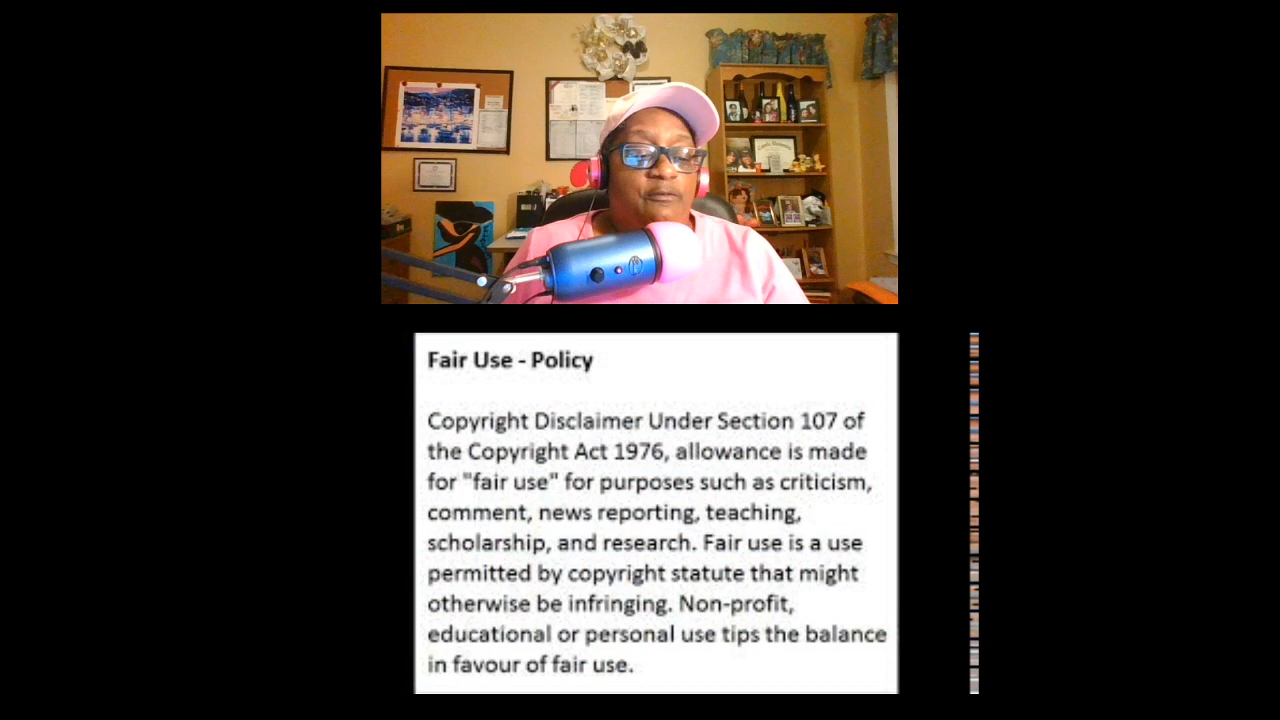 Fair Use - Policy
Copyright Disclaimer Under Section 107 of
the Copyright Act 1976, allowance is made
for "fair use" for purposes such as criticism,
comment, news reporting, teaching,
scholarship, and research. Fair use is a use
permitted by copyright statute that might
otherwise be infringing. Non-profit,
educational or personal use tips the balance
in favour of fair use.